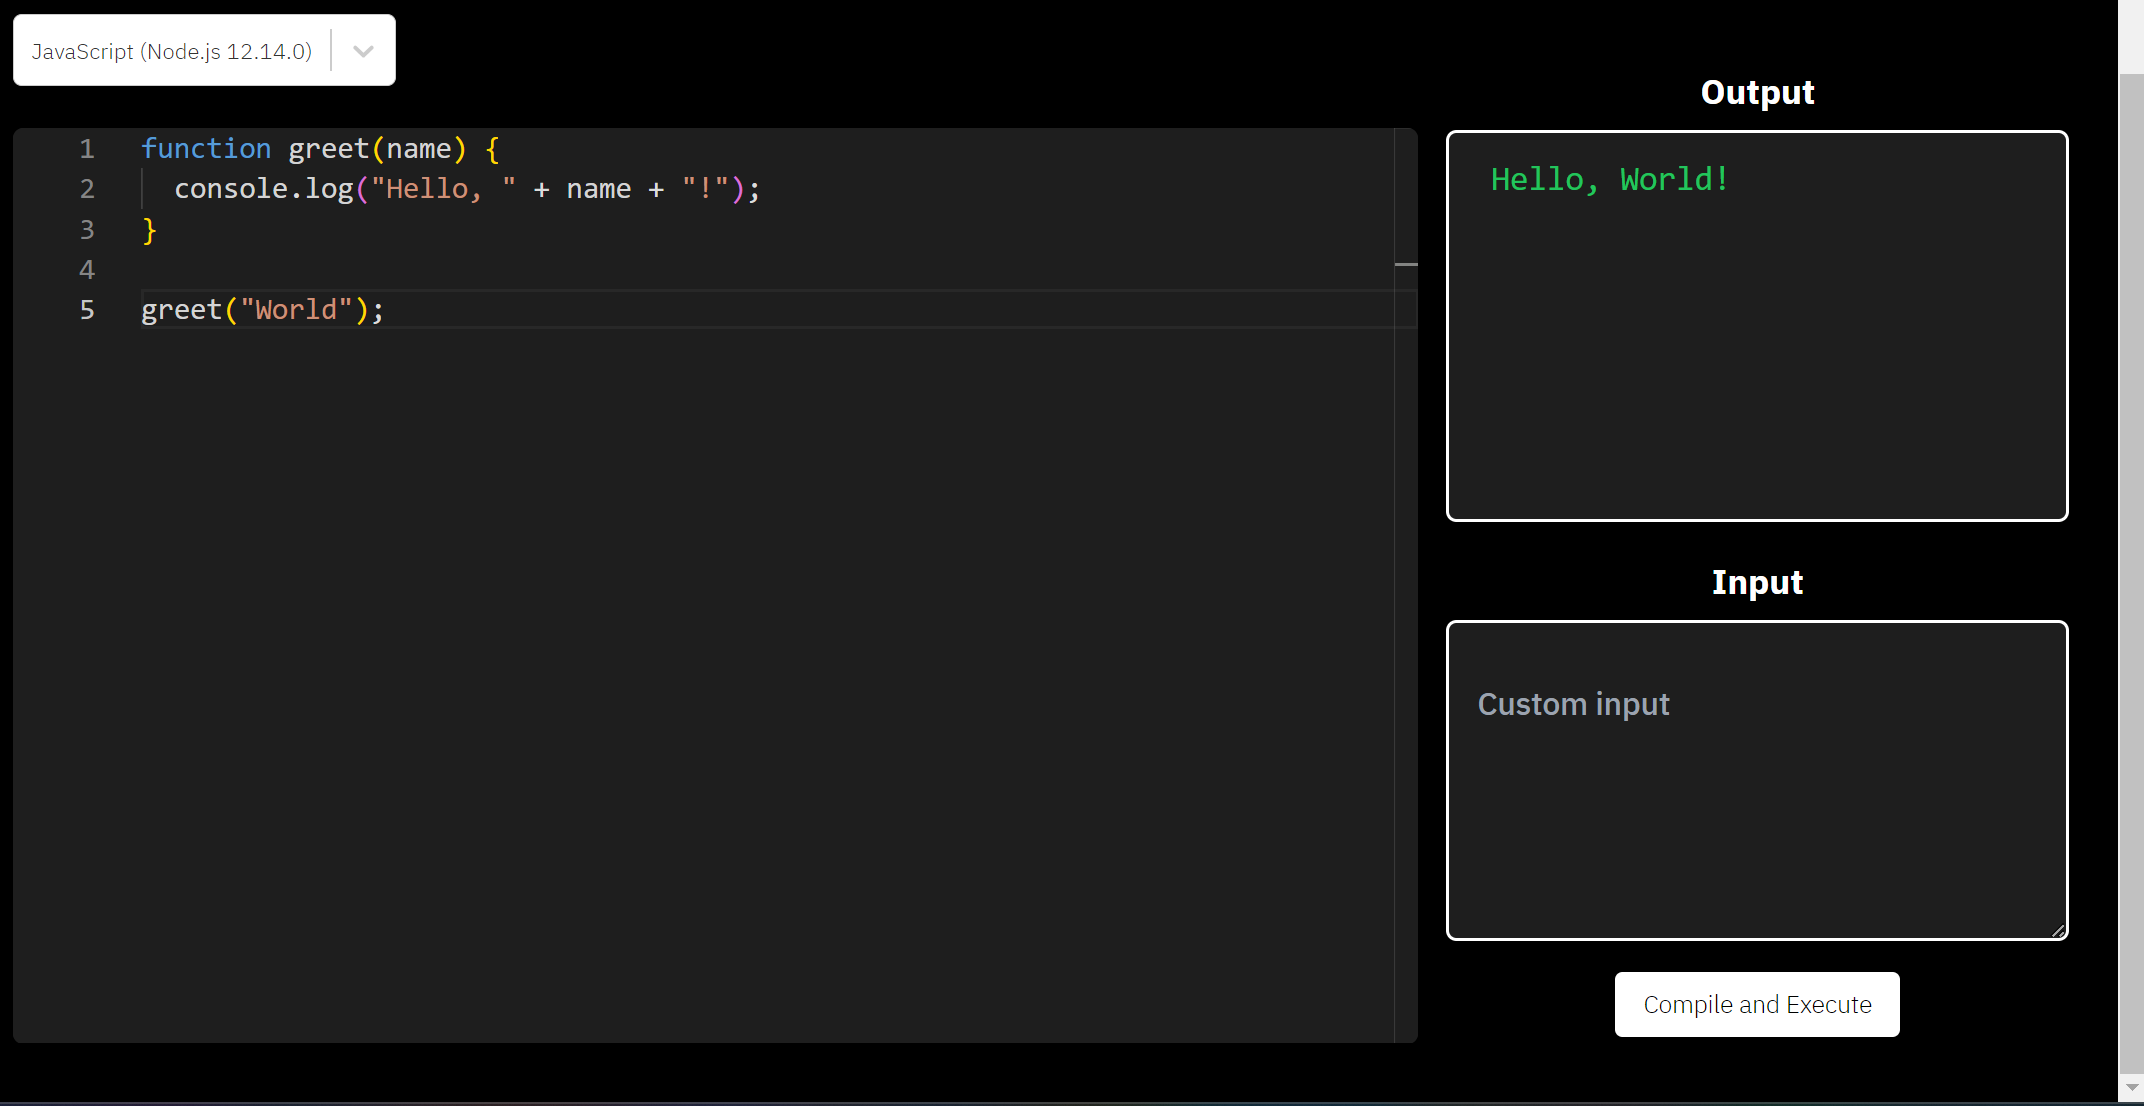 JavaScript (Node.js 12.14.0)
1 function greet(name) {
2   console.log("Hello, " + name + "!");
3 }
4
5 greet("World");
Output
Hello, World!
Input
Custom input
Compile and Execute